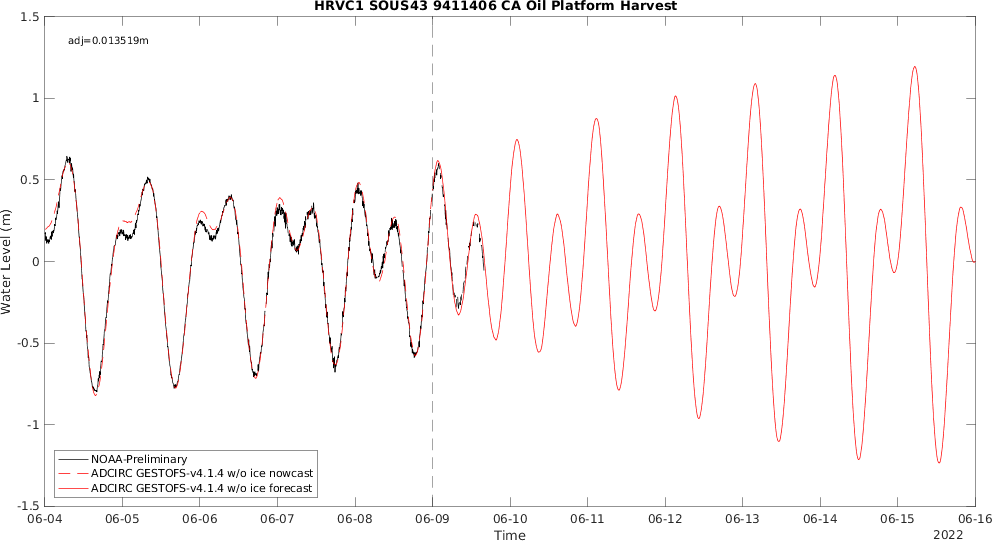 HRVC1 SOUS43 9411406 CA Oil Platform Harvest
adj=0.013519m
1.5
1
0.5
0
-0.5
-1
-1.5
Water Level (m)
NOAA-Preliminary
ADCIRC GESTOFS-v4.1.4 w/o ice nowcast
ADCIRC GESTOFS-v4.1.4 w/o ice forecast
06-04 06-05 06-06 06-07 06-08 06-09 06-10 06-11 06-12 06-13 06-14 06-15 06-16
Time
2022